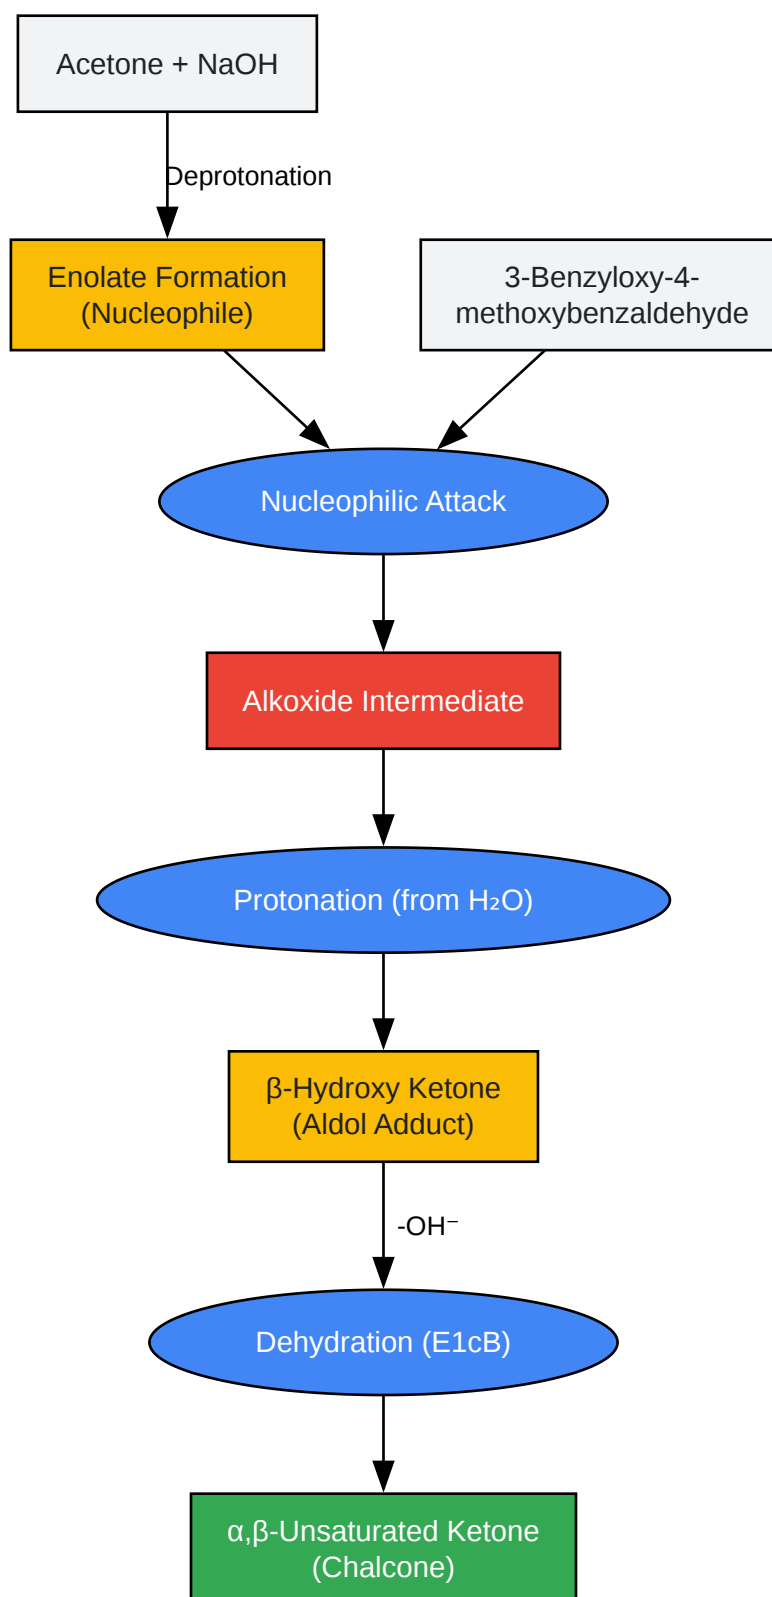 Acetone + NaOH
Deprotonation
Enolate Formation
(Nucleophile)
3-Benzyloxy-4-
methoxybenzaldehyde
Nucleophilic Attack
Alkoxide Intermediate
Protonation (from H₂O)
β-Hydroxy Ketone
(Aldol Adduct)
-OH⁻
Dehydration (E1cB)
α,β-Unsaturated Ketone
(Chalcone)